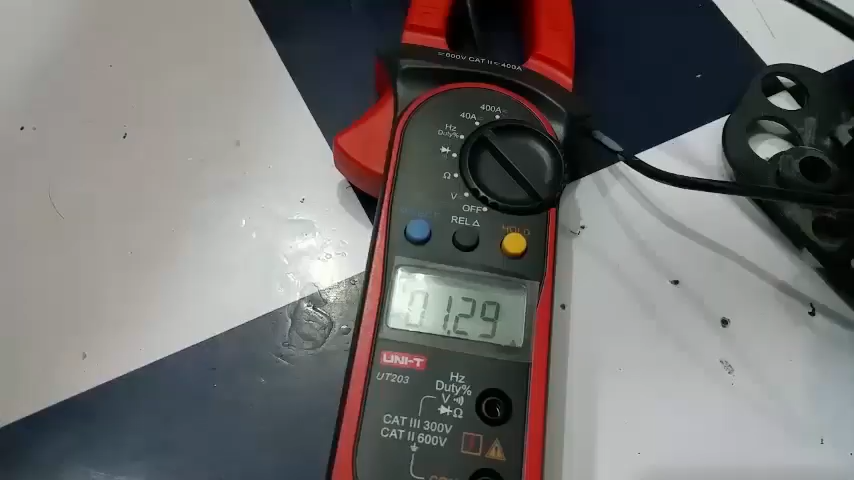 ≂600V CAT II ≂400A
400A≂
40A≂
Hz
Duty%
Ω
V
OFF
REL△
HOLD
01.29
A
UNI-T
UT203
Hz
Duty%
V
Ω
CAT III 300V
CAT II 600V